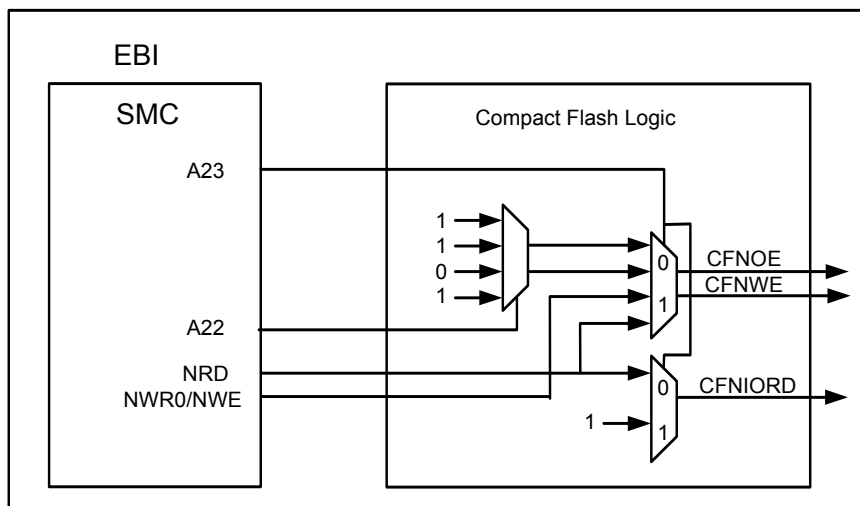 EBI
SMC
Compact Flash Logic
A23
1
1
0
1
0
1
CFNOE
CFNWE
A22
NRD
NWR0/NWE
0
1
1
CFNIORD